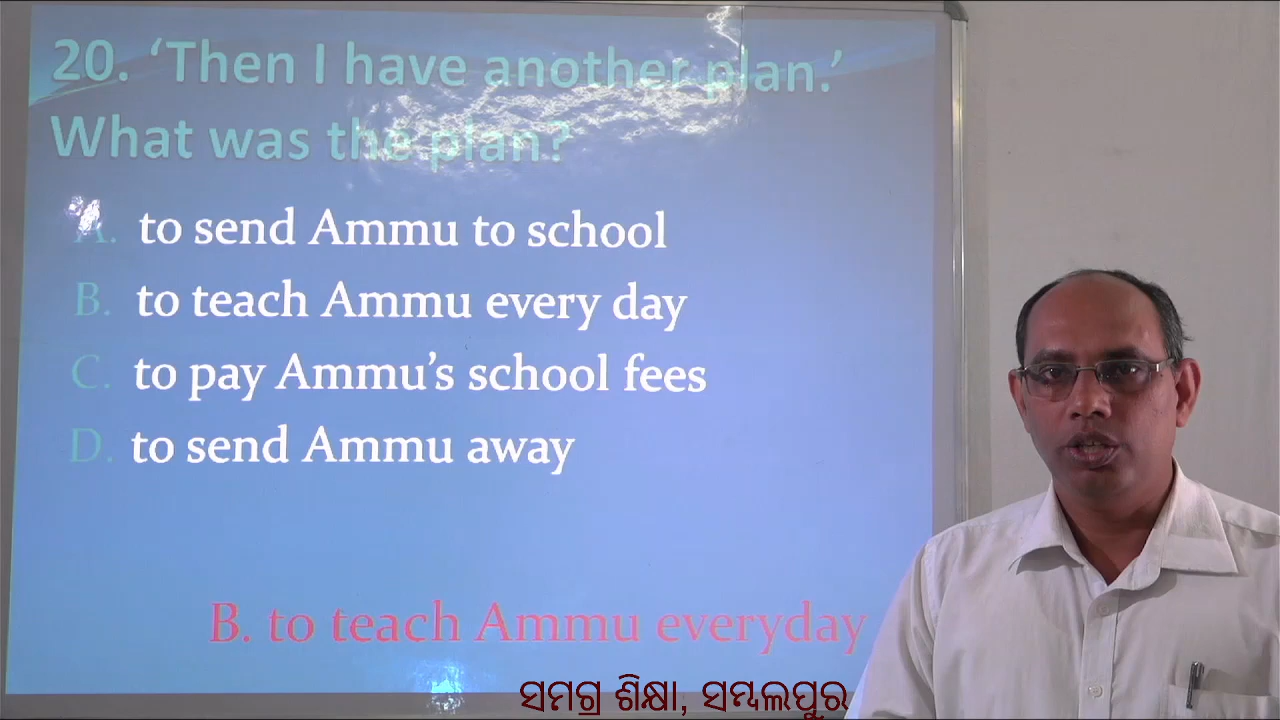 20. ‘Then I have another plan.’
What was the plan?
A. to send Ammu to school
B. to teach Ammu every day
C. to pay Ammu’s school fees
D. to send Ammu away
B. to teach Ammu everyday
ସମଗ୍ର ଶିକ୍ଷା, ସମ୍ବଲପୁର